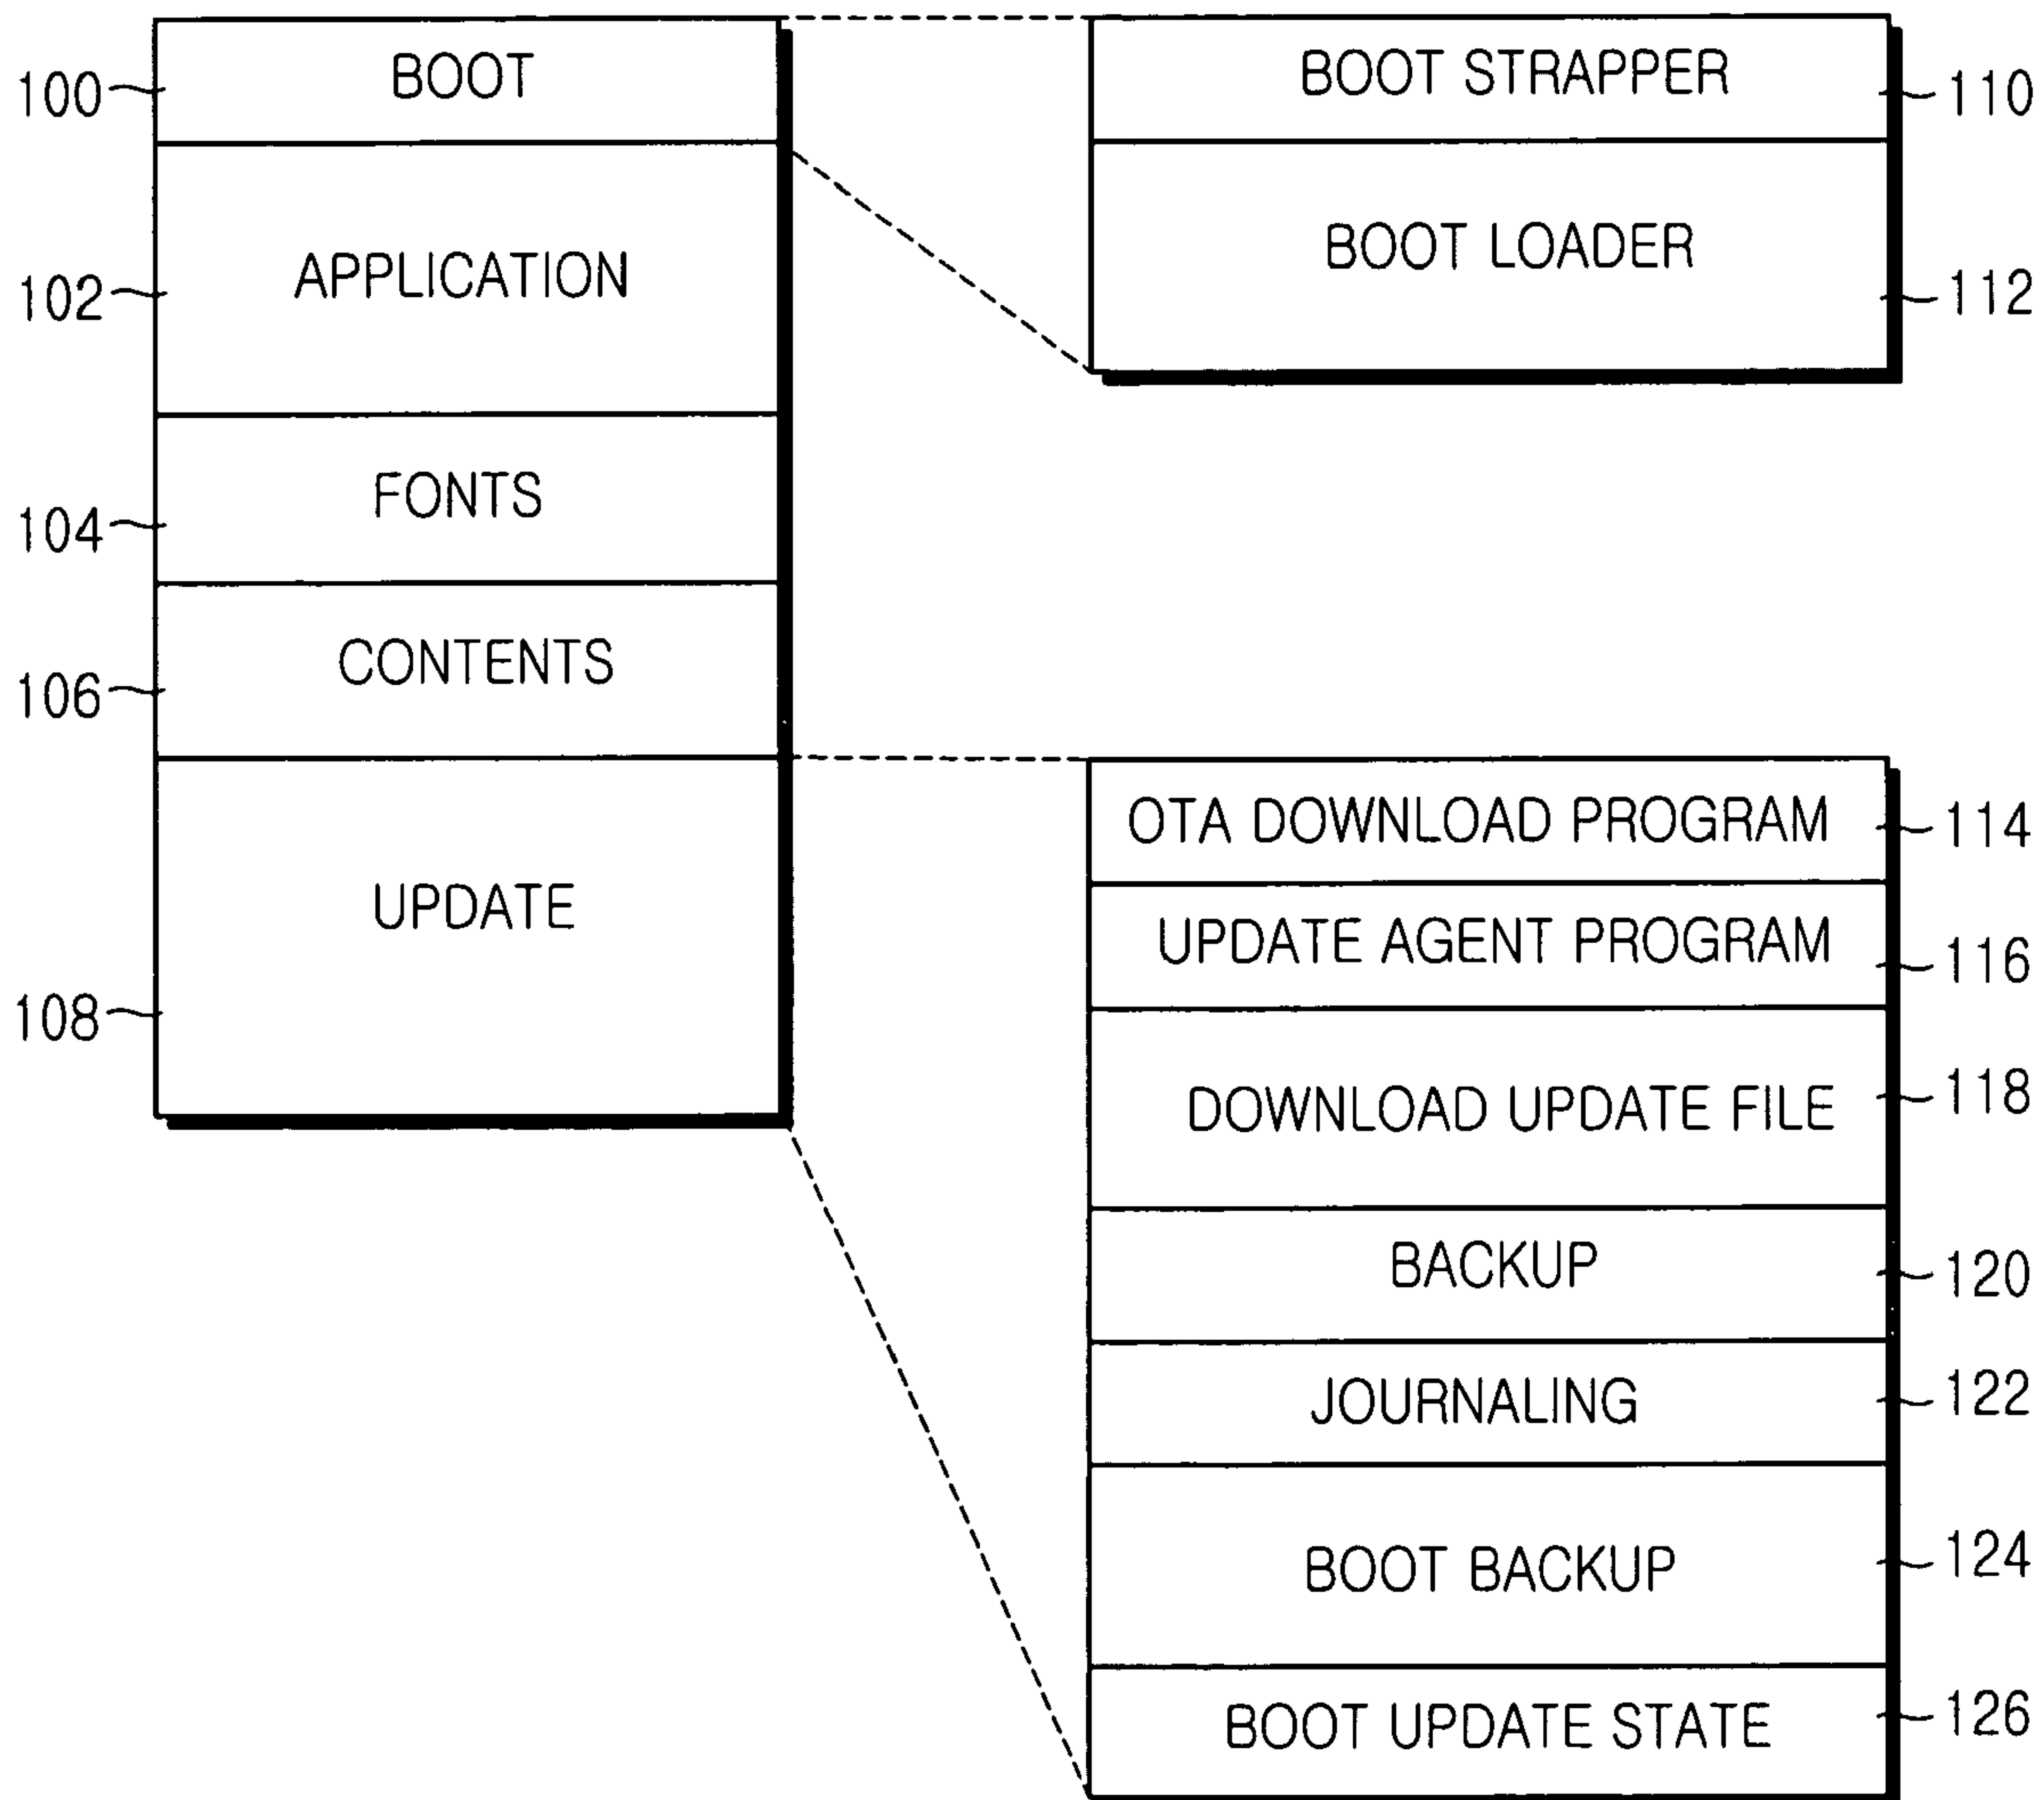 BOOT
100
APPLICATION
102
FONTS
104
CONTENTS
106
UPDATE
108
BOOT STRAPPER
110
BOOT LOADER
112
OTA DOWNLOAD PROGRAM
114
UPDATE AGENT PROGRAM
116
DOWNLOAD UPDATE FILE
118
BACKUP
120
JOURNALING
122
BOOT BACKUP
124
BOOT UPDATE STATE
126